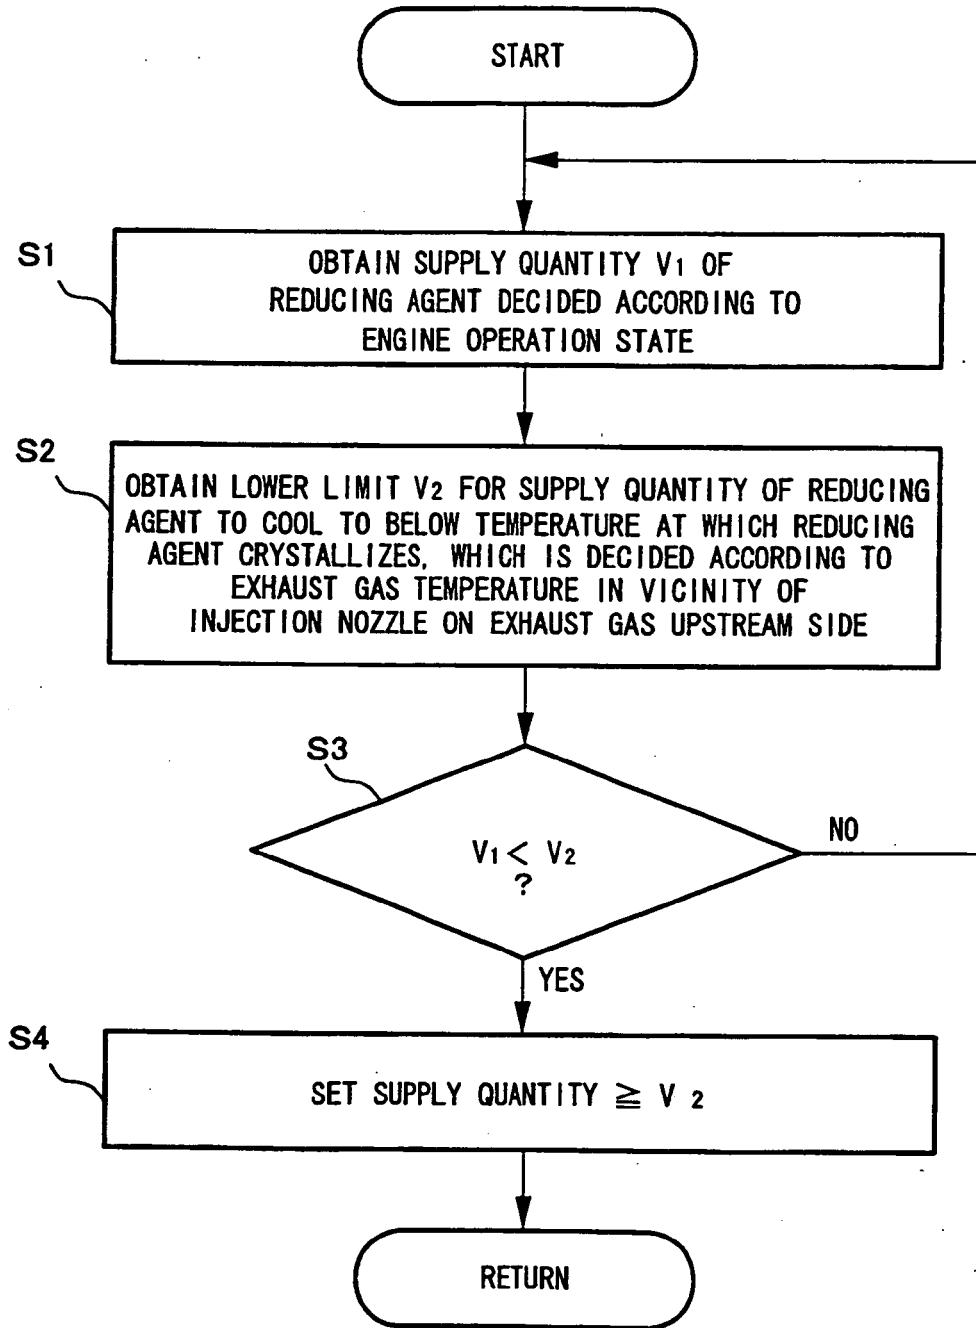 START
S1
OBTAIN SUPPLY QUANTITY V1 OF
REDUCING AGENT DECIDED ACCORDING TO
ENGINE OPERATION STATE
S2
OBTAIN LOWER LIMIT V2 FOR SUPPLY QUANTITY OF REDUCING
AGENT TO COOL TO BELOW TEMPERATURE AT WHICH REDUCING
AGENT CRYSTALLIZES, WHICH IS DECIDED ACCORDING TO
EXHAUST GAS TEMPERATURE IN VICINITY OF
INJECTION NOZZLE ON EXHAUST GAS UPSTREAM SIDE
S3
V1 < V2
?
NO
YES
S4
SET SUPPLY QUANTITY ≧ V 2
RETURN